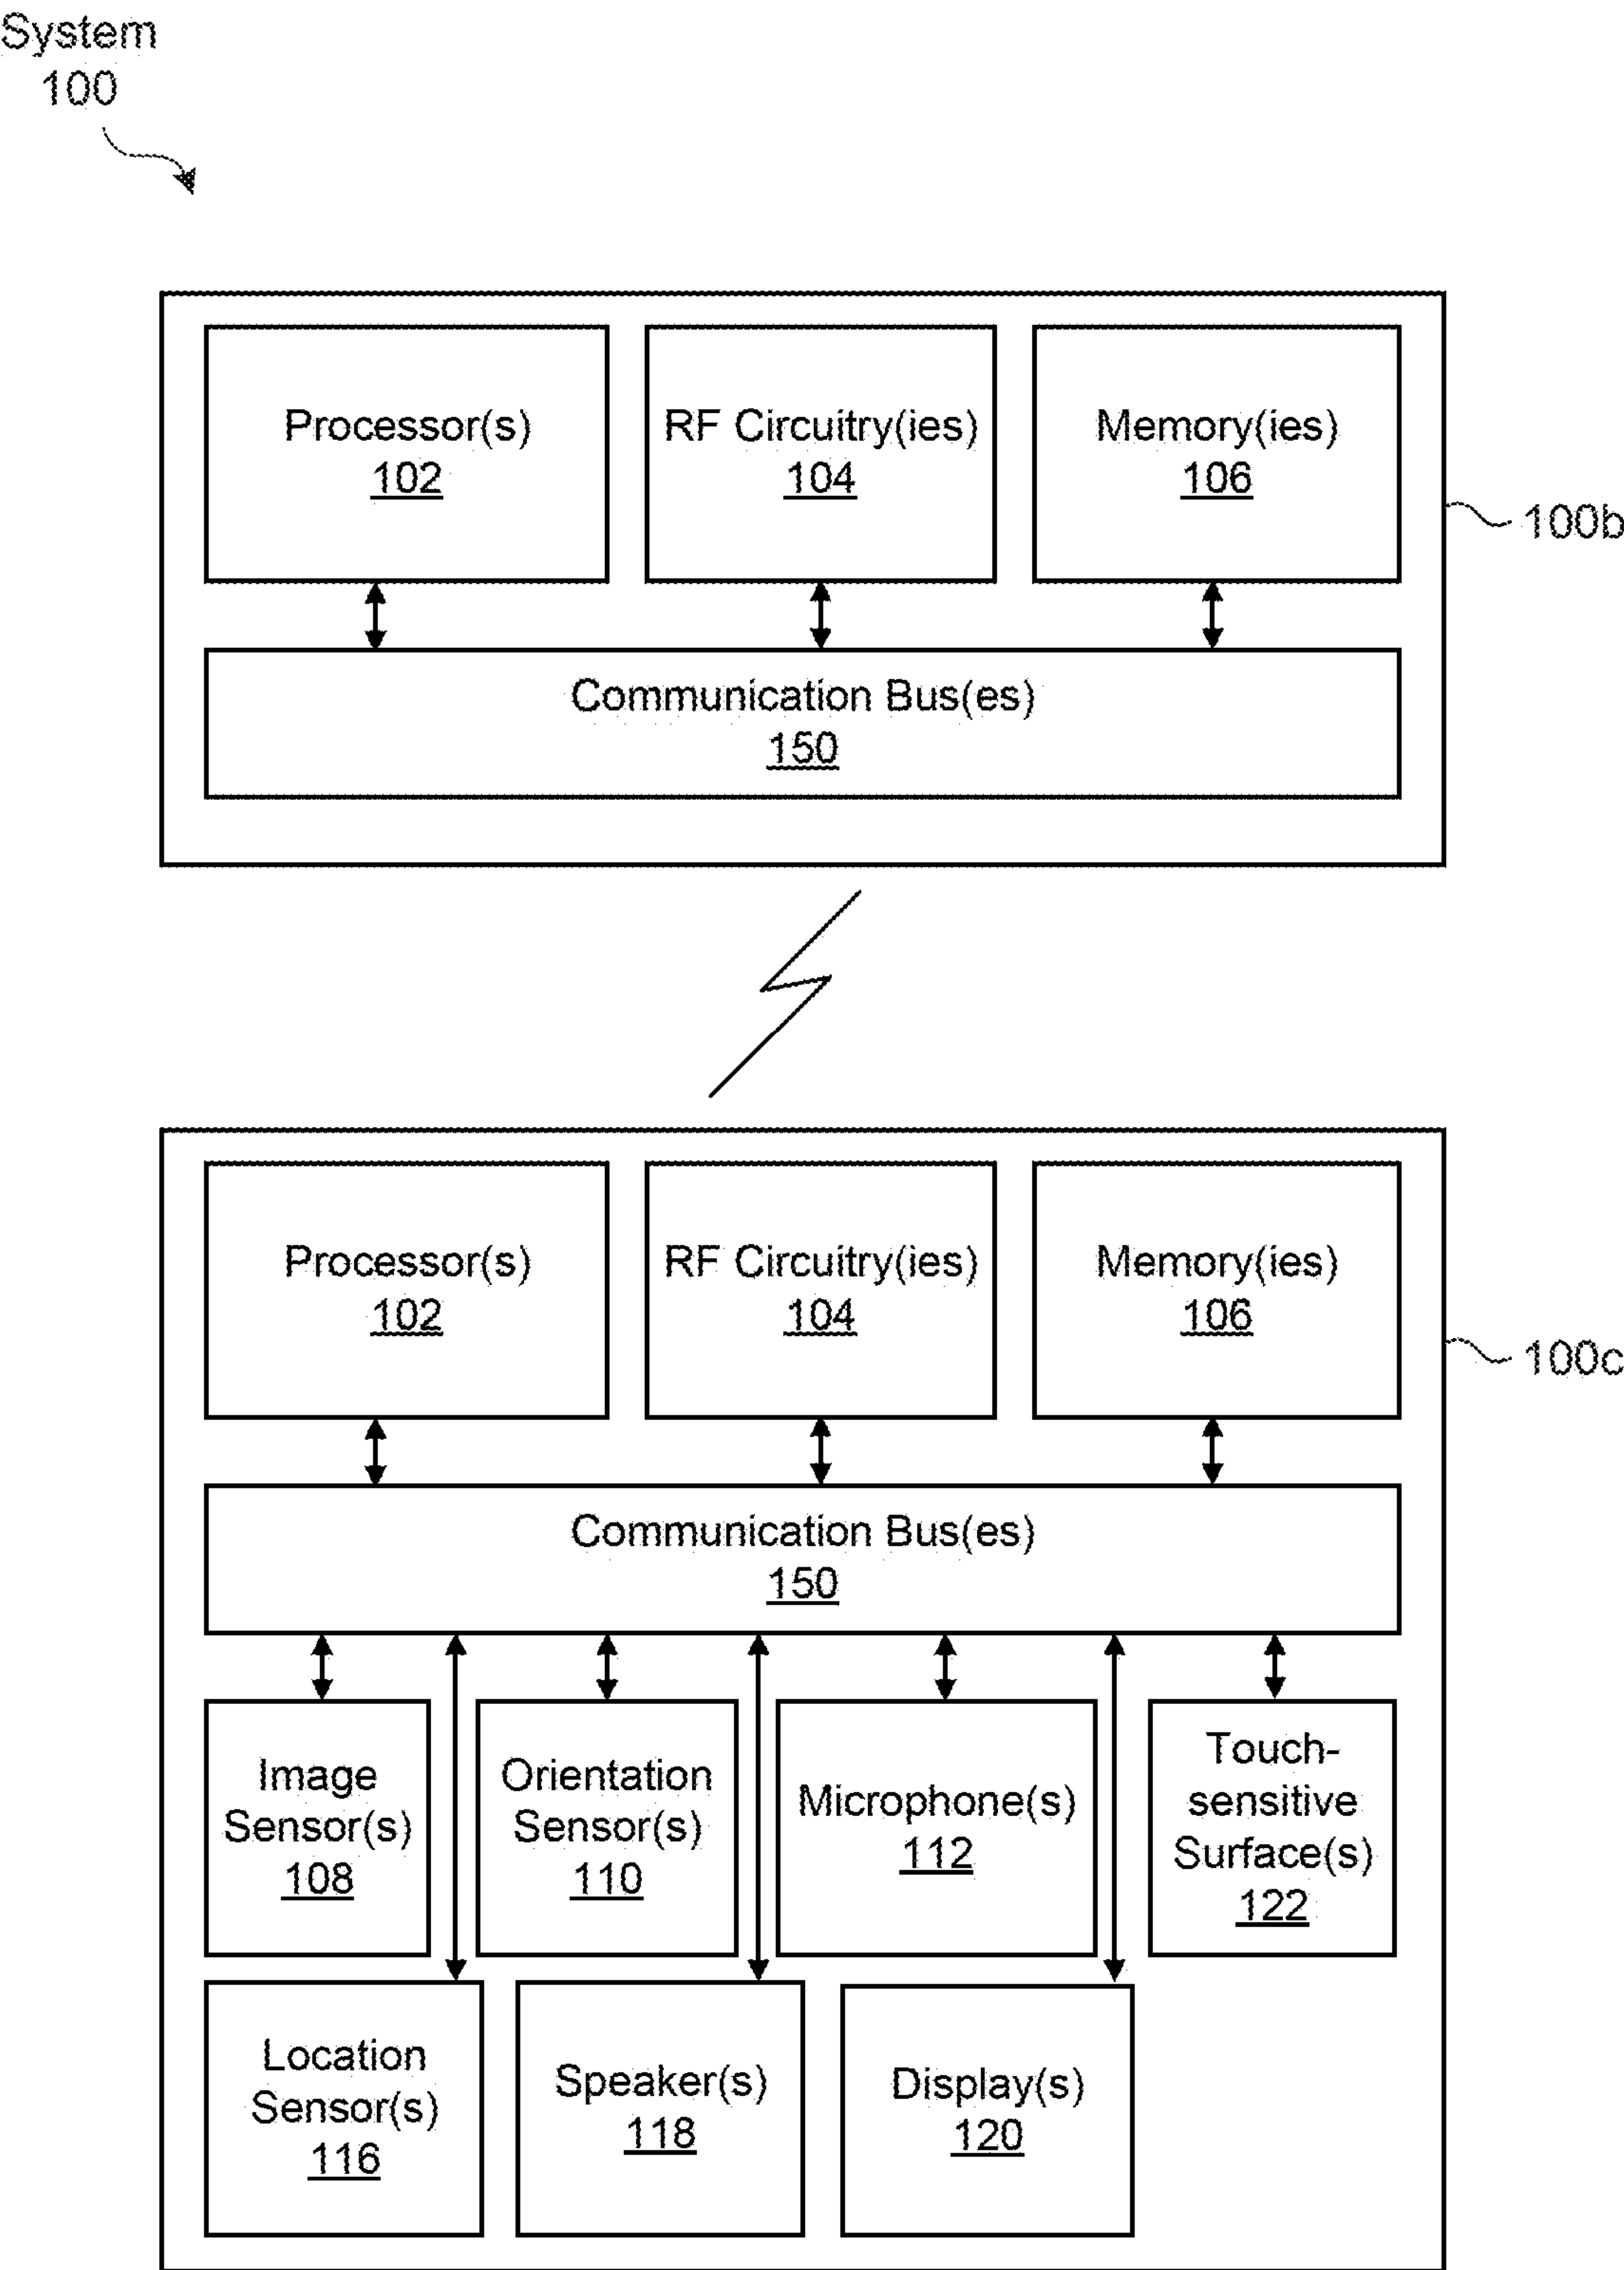 System
100
Processor(s)
102
RF Circuitry(ies)
104
Memory(ies)
106
100b
Communication Bus(es)
150
Processor(s)
102
RF Circuitry(ies)
104
Memory(ies)
106
100c
Communication Bus(es)
150
Image
Sensor(s)
108
Orientation
Sensor(s)
110
Microphone(s)
112
Touch-
sensitive
Surface(s)
122
Location
Sensor(s)
116
Speaker(s)
118
Display(s)
120